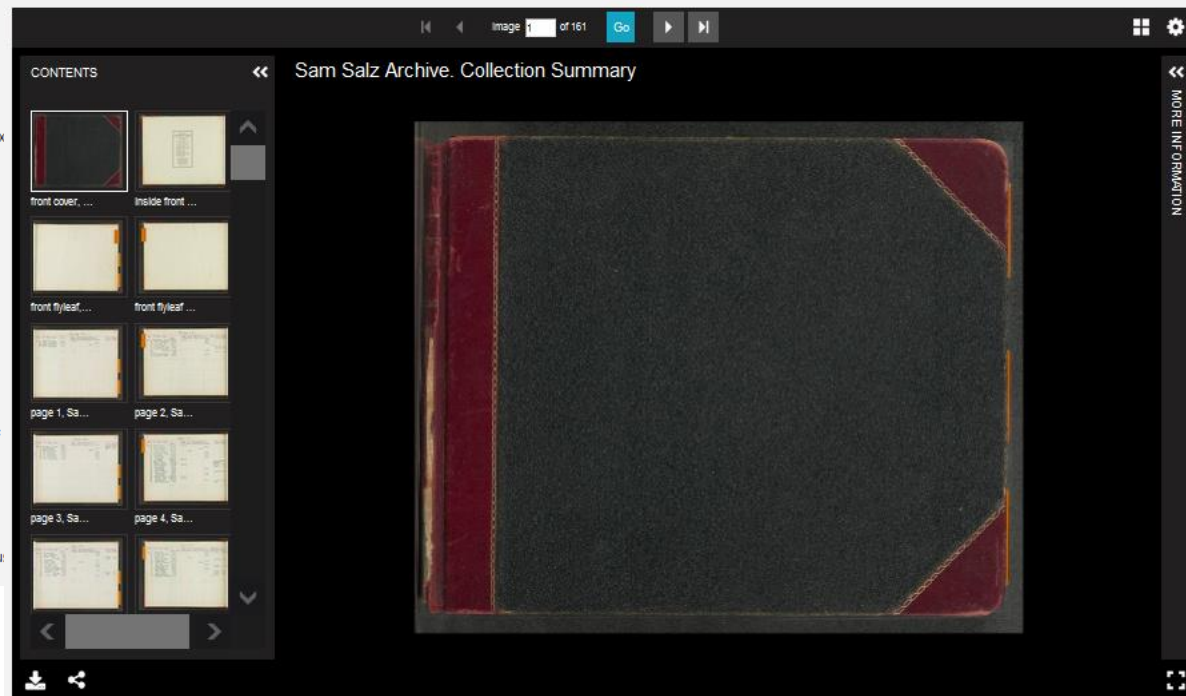 Image 1 of 161 Go
CONTENTS
Sam Salz Archive. Collection Summary
MORE INFORMATION
front cover, ...
Inside front ...
front flyleaf,...
front flyleaf ...
page 1, Sa...
page 2, Sa...
page 3, Sa...
page 4, Sa...